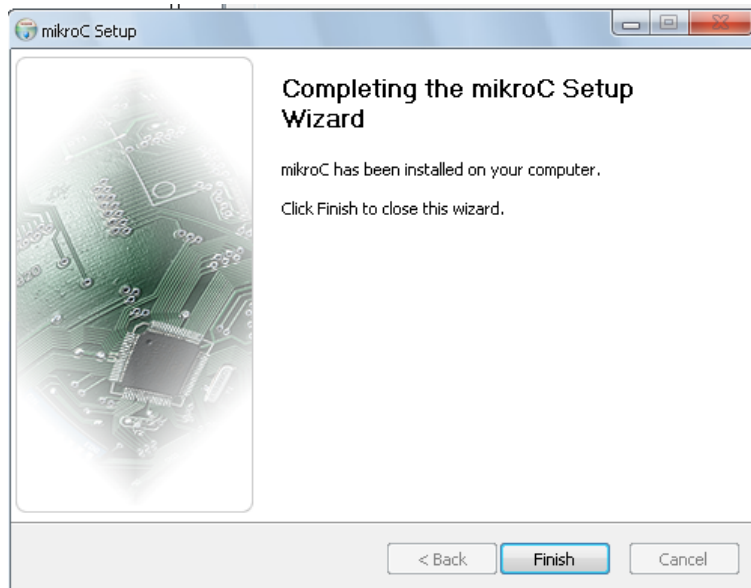 mikroC Setup
Completing the mikroC Setup
Wizard
mikroC has been installed on your computer.
Click Finish to close this wizard.
< Back
Finish
Cancel